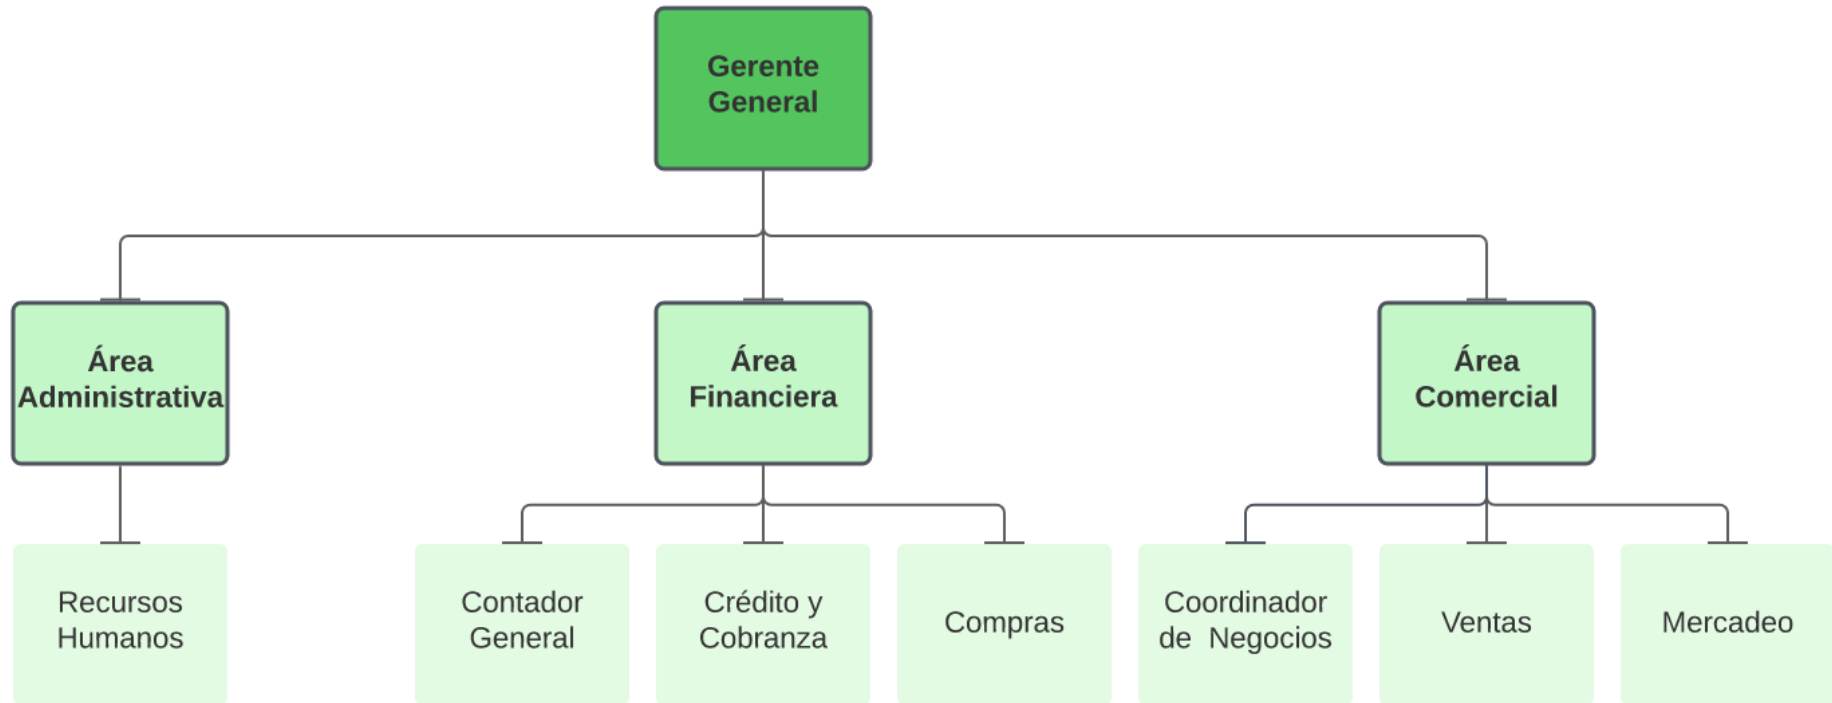 Gerente
General
Área
Administrativa
Área
Financiera
Área
Comercial
Recursos
Humanos
Contador
General
Crédito y
Cobranza
Compras
Coordinador
de  Negocios
Ventas
Mercadeo